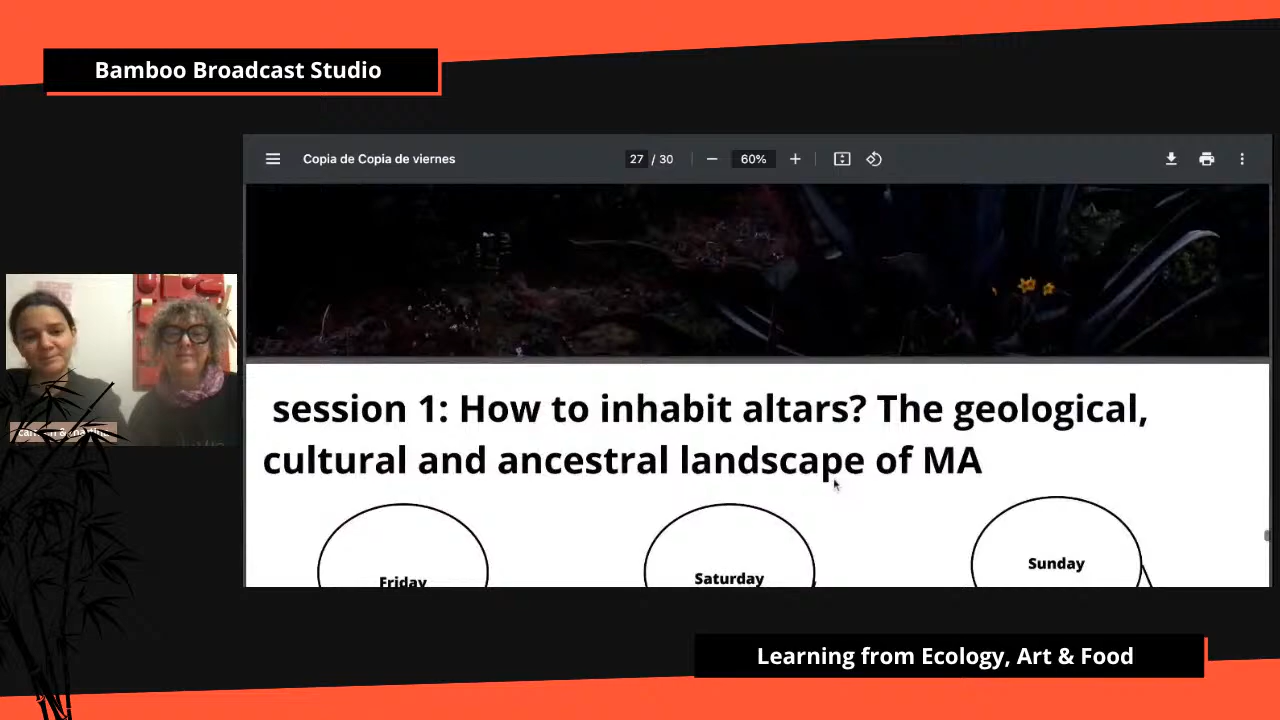 Bamboo Broadcast Studio
Copia de Copia de viernes
27 / 30
60%
session 1: How to inhabit altars? The geological,
cultural and ancestral landscape of MA
Friday
Saturday
Sunday
Learning from Ecology, Art & Food